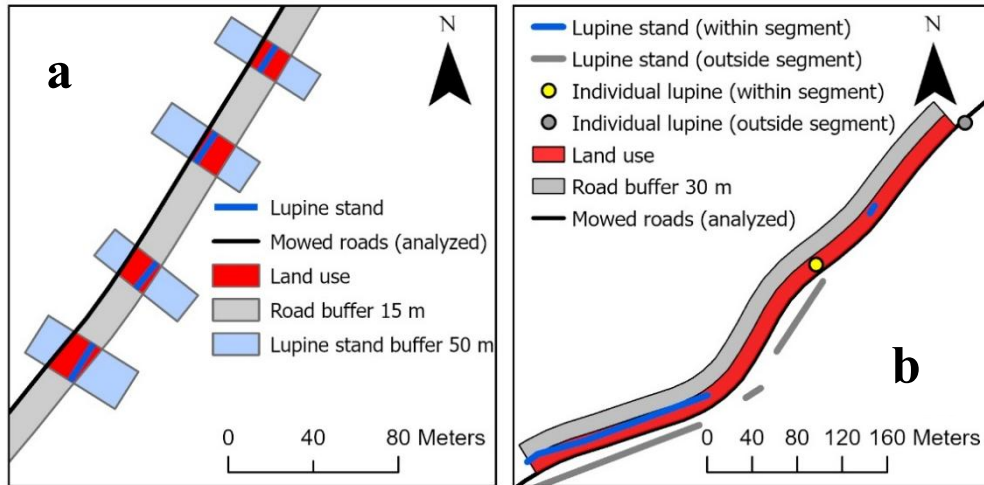 a
N
Lupine stand
Mowed roads (analyzed)
Land use
Road buffer 15 m
Lupine stand buffer 50 m
0 40 80 Meters
N
Lupine stand (within segment)
Lupine stand (outside segment)
Individual lupine (within segment)
Individual lupine (outside segment)
Land use
Road buffer 30 m
Mowed roads (analyzed)
b
0 40 80 120 160 Meters